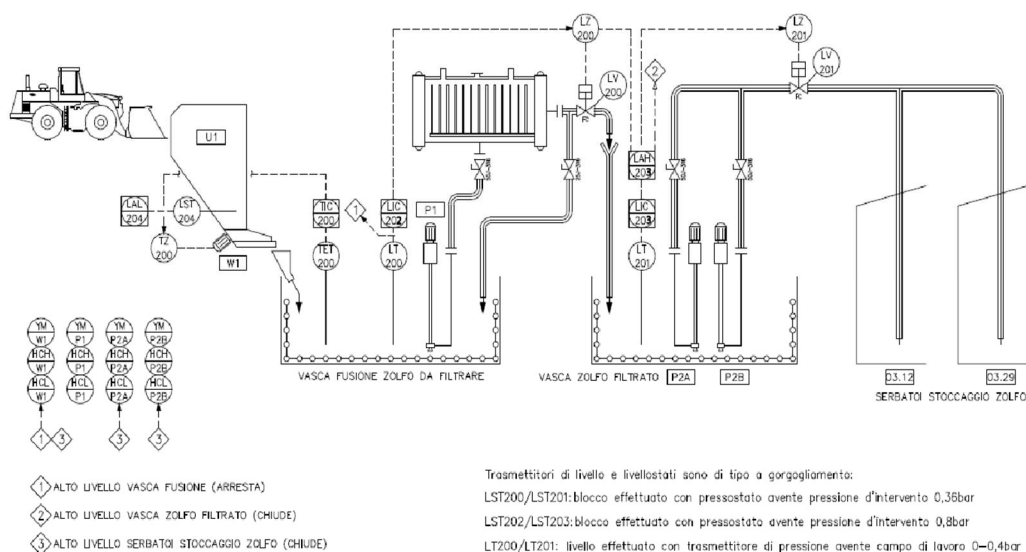 LZ
200
LZ
201
LV
200
LV
201
2
FC
FC
U1
LAH
203
LAL
204
LST
204
TIC
200
1
LIC
202
P1
LIC
203
TZ
200
W1
TET
200
LT
200
LT
201
YM
W1
YM
P1
YM
P2A
YM
P2B
HCH
W1
HCH
P1
HCH
P2A
HCH
P2B
HCL
W1
HCL
P1
HCL
P2A
HCL
P2B
VASCA FUSIONE ZOLFO DA FILTRARE
VASCA ZOLFO FILTRATO P2A P2B
03.12 03.29
SERBATOI STOCCAGGIO ZOLFO
1 3 3 3
1 ALTO LIVELLO VASCA FUSIONE (ARRESTA)
2 ALTO LIVELLO VASCA ZOLFO FILTRATO (CHIUDE)
3 ALTO LIVELLO SERBATOI STOCCAGGIO ZOLFO (CHIUDE)
Trasmettitori di livello e livellostati sono di tipo a gorgogliamento:
LST200/LST201: blocco effettuato con pressostato avente pressione d'intervento 0,36bar
LST202/LST203: blocco effettuato con pressostato avente pressione d'intervento 0,8bar
LT200/LT201: livello effettuato con trasmettitore di pressione avente campo di lavoro 0-0,4bar